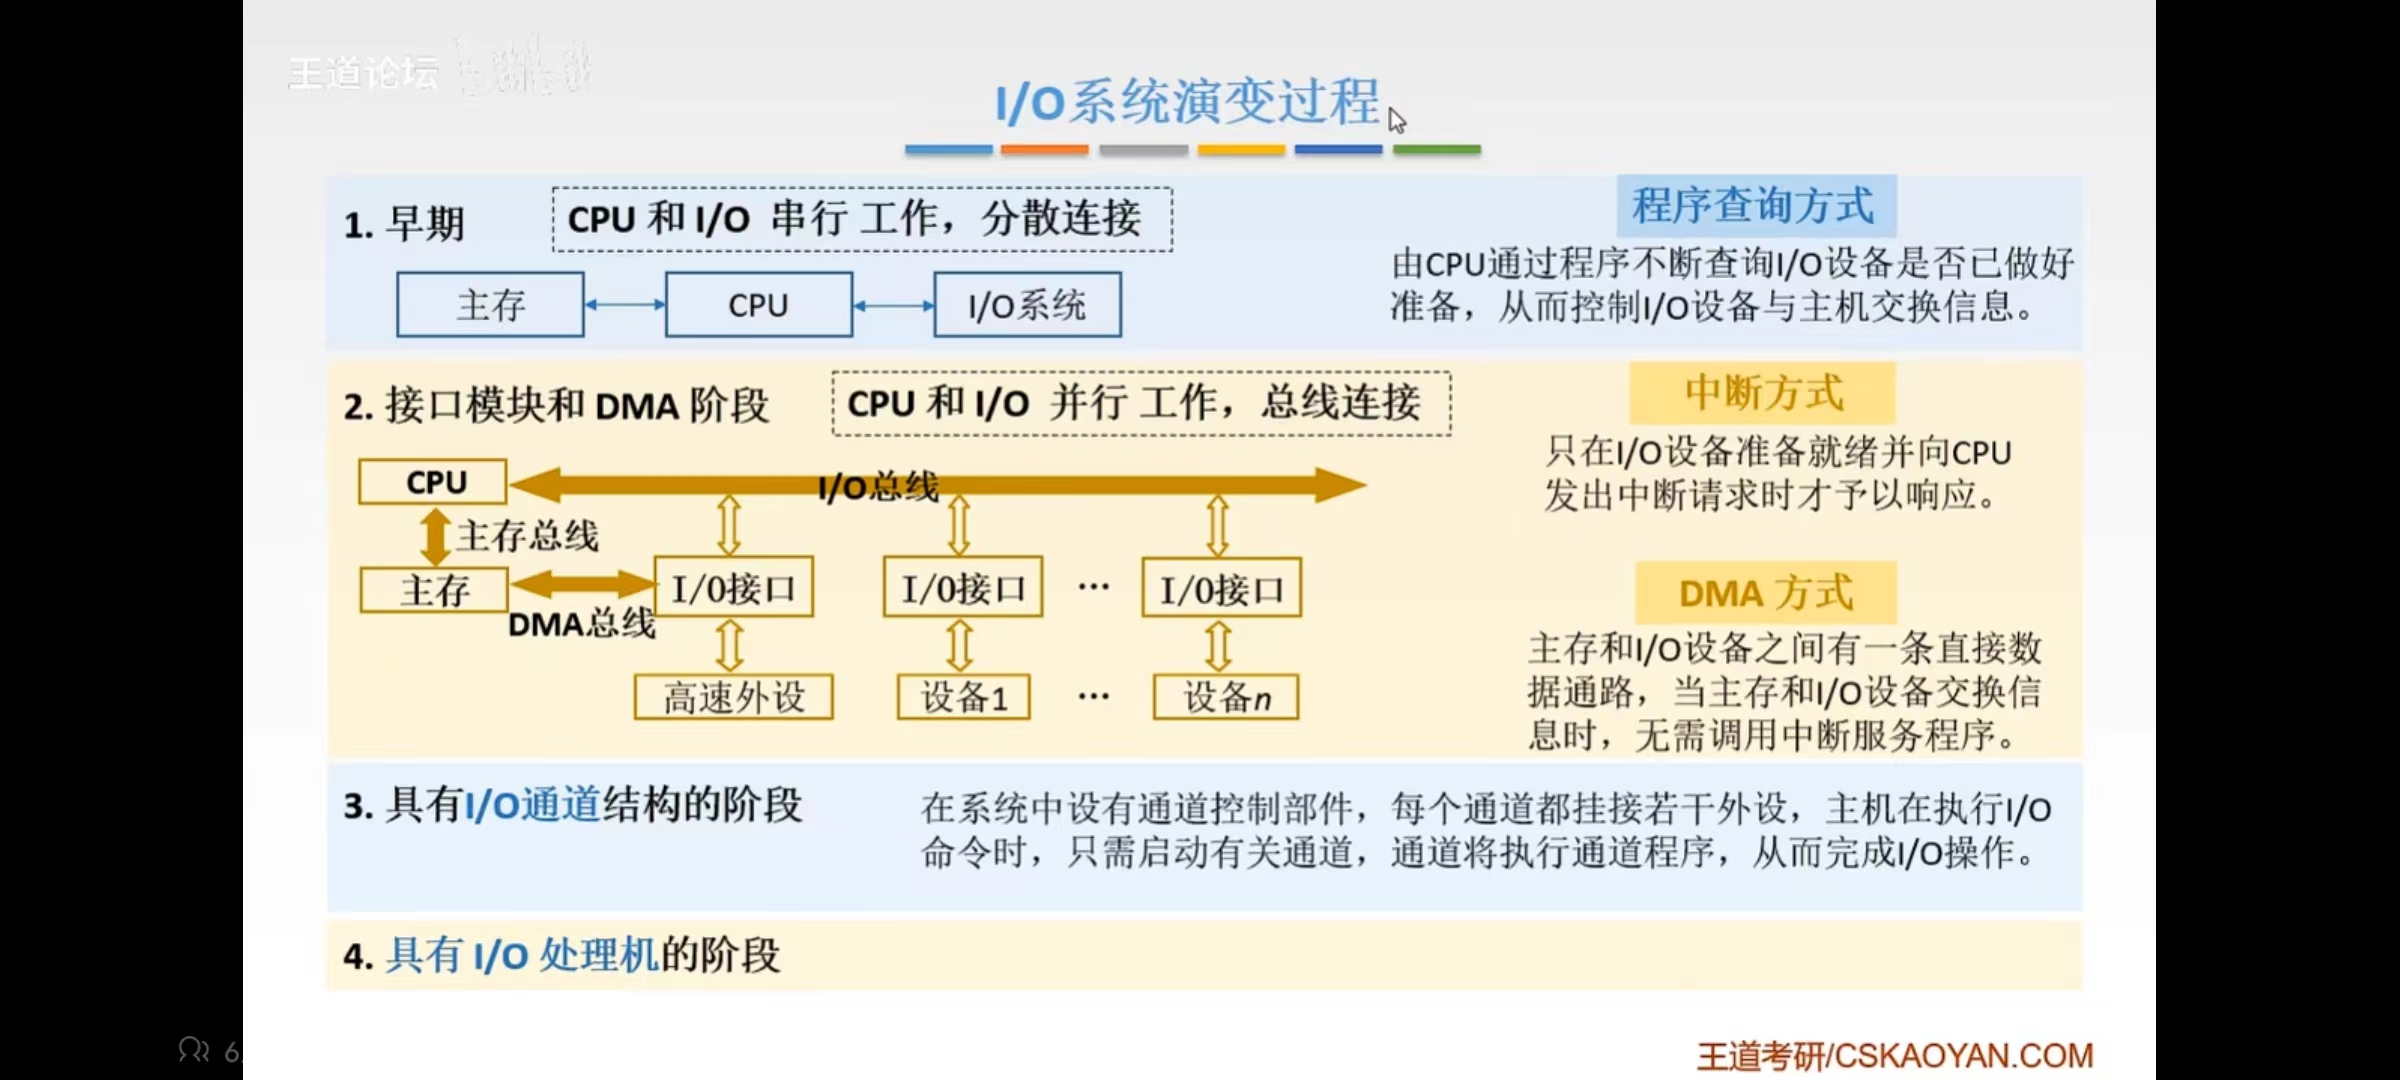 王道论坛
I/O系统演变过程
1. 早期
CPU 和 I/O 串行 工作，分散连接
主存
CPU
I/O系统
程序查询方式
由CPU通过程序不断查询I/O设备是否已做好
准备，从而控制I/O设备与主机交换信息。
2. 接口模块和 DMA 阶段
CPU 和 I/O 并行 工作，总线连接
CPU
I/O总线
主存总线
主存
DMA总线
I/O接口
I/O接口
...
I/O接口
高速外设
设备1
...
设备n
中断方式
只在I/O设备准备就绪并向CPU
发出中断请求时才予以响应。
DMA 方式
主存和I/O设备之间有一条直接数
据通路，当主存和I/O设备交换信
息时，无需调用中断服务程序。
3. 具有I/O通道结构的阶段
在系统中设有通道控制部件，每个通道都挂接若干外设，主机在执行I/O
命令时，只需启动有关通道，通道将执行通道程序，从而完成I/O操作。
4. 具有 I/O 处理机的阶段
王道考研/CSKAOYAN.COM